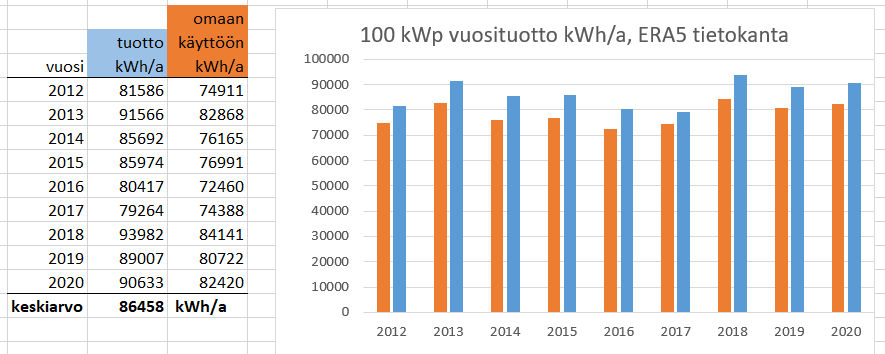 omaan
tuotto käyttöön
vuosi kWh/a kWh/a
2012 81586 74911
2013 91566 82868
2014 85692 76165
2015 85974 76991
2016 80417 72460
2017 79264 74388
2018 93982 84141
2019 89007 80722
2020 90633 82420
keskiarvo 86458 kWh/a
100 kWp vuosituotto kWh/a, ERA5 tietokanta
100000
90000
80000
70000
60000
50000
40000
30000
20000
10000
0
2012 2013 2014 2015 2016 2017 2018 2019 2020